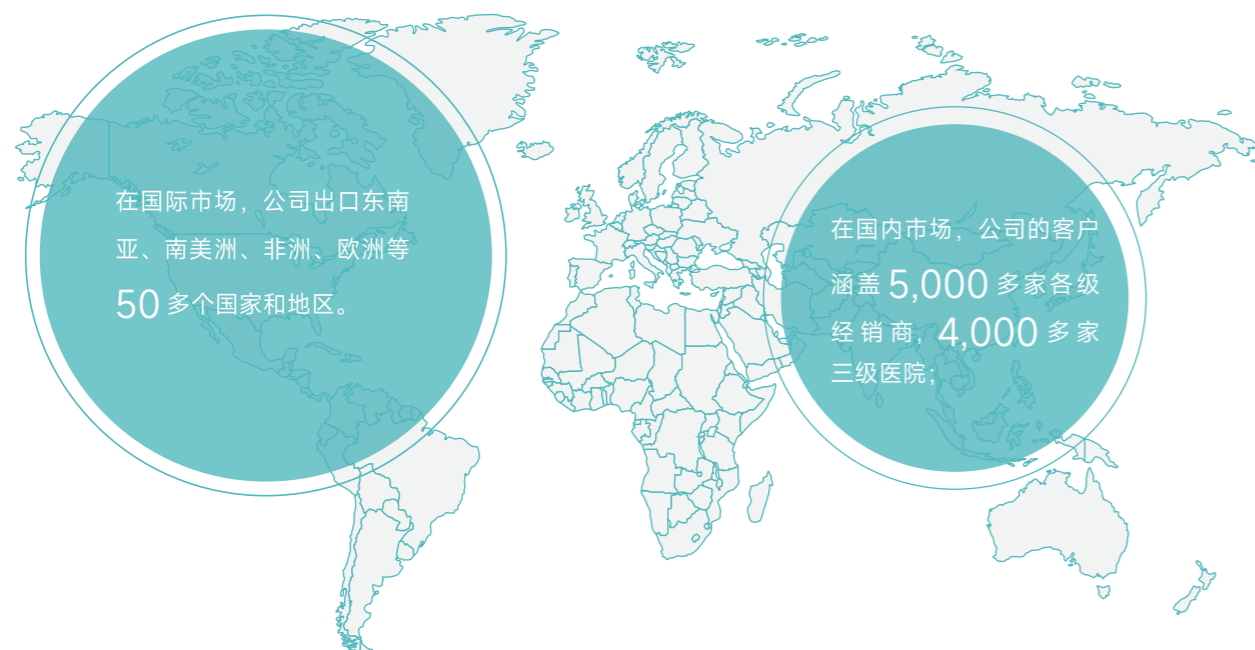 在国际市场，公司出口东南
亚、南美洲、非洲、欧洲等
50 多个国家和地区。
在国内市场，公司的客户
涵盖 5,000 多家各级
经销商，4,000 多家
三级医院；